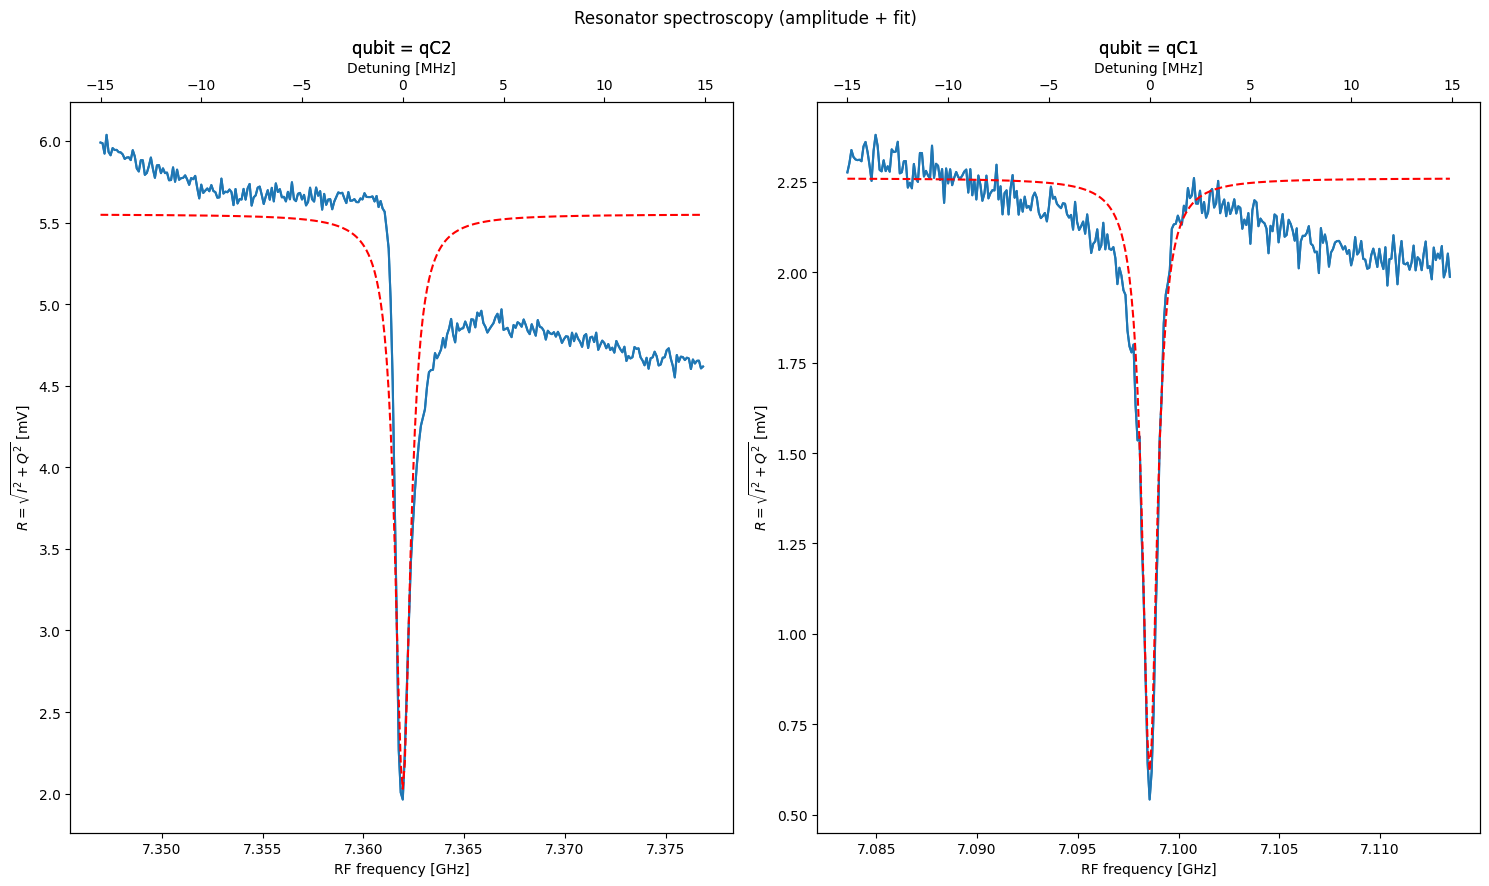 Resonator spectroscopy (amplitude + fit)
qubit = qC2
Detuning [MHz]
−15 −10 −5 0 5 10 15
6.0
5.5
5.0
4.5
4.0
3.5
3.0
2.5
2.0
R = √I² + Q² [mV]
7.350 7.355 7.360 7.365 7.370 7.375
RF frequency [GHz]
qubit = qC1
Detuning [MHz]
−15 −10 −5 0 5 10 15
2.25
2.00
1.75
1.50
1.25
1.00
0.75
0.50
R = √I² + Q² [mV]
7.085 7.090 7.095 7.100 7.105 7.110
RF frequency [GHz]